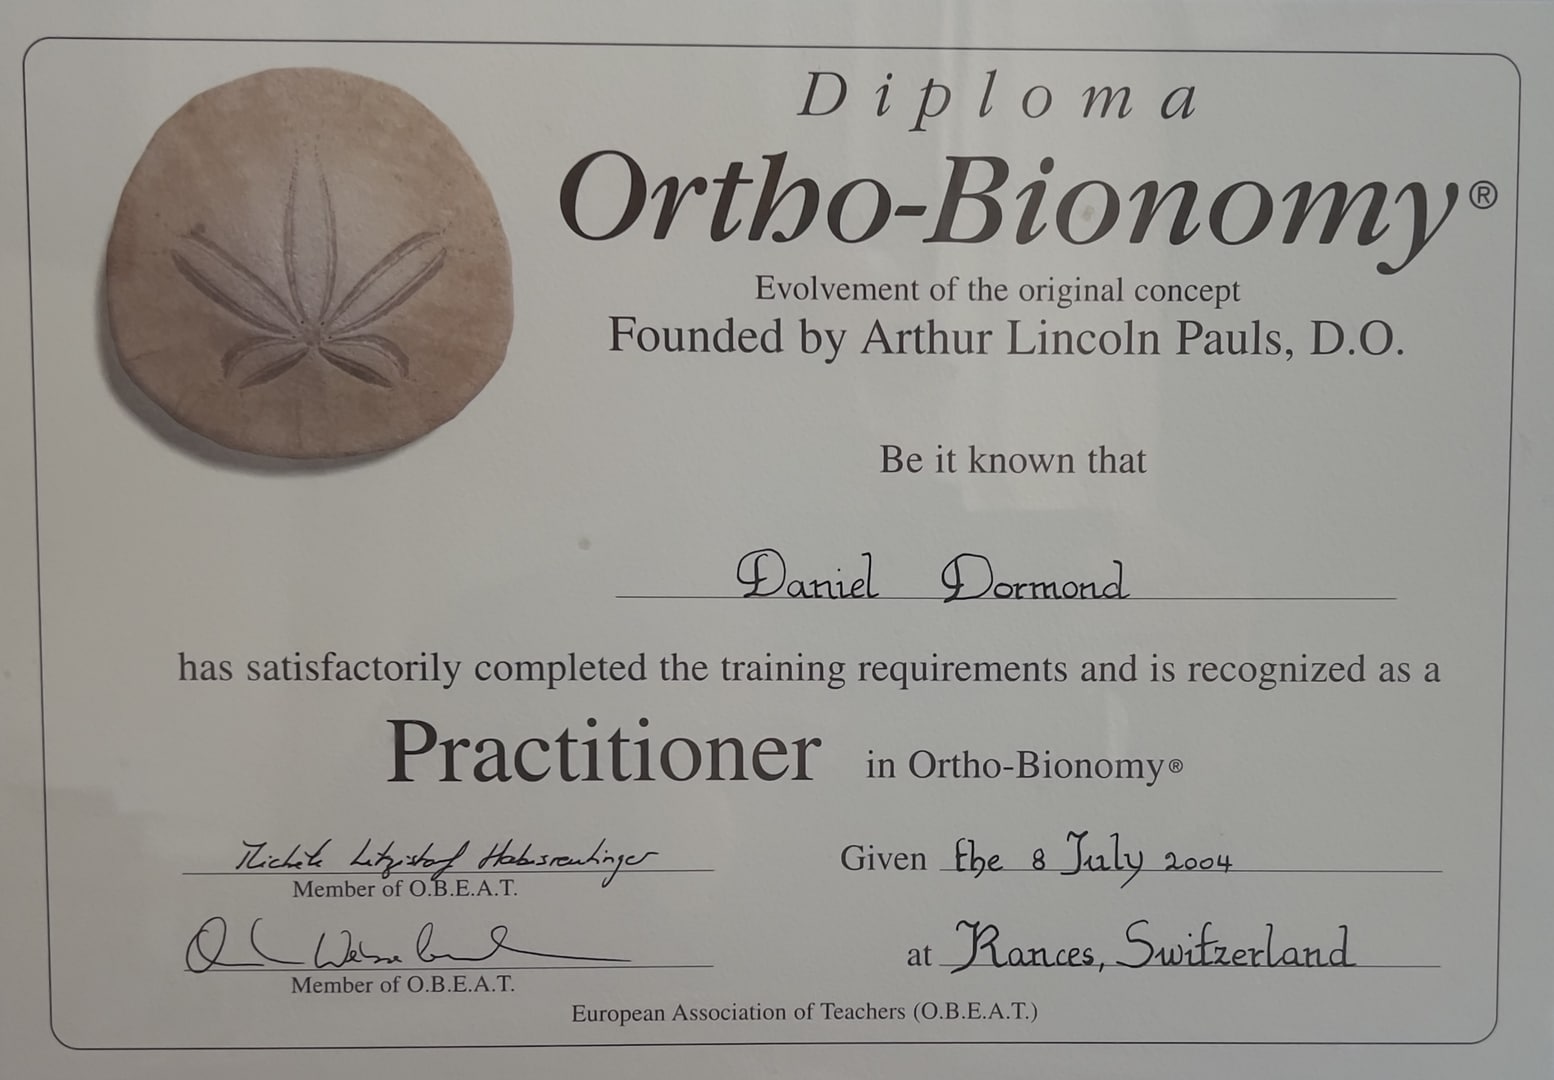 Diploma
Ortho-Bionomy®
Evolvement of the original concept
Founded by Arthur Lincoln Pauls, D.O.
Be it known that
Daniel Dormond
has satisfactorily completed the training requirements and is recognized as a
Practitioner in Ortho-Bionomy®
Given the 8 July 2004
Member of O.B.E.A.T.
at Rances, Switzerland
Member of O.B.E.A.T.
European Association of Teachers (O.B.E.A.T.)